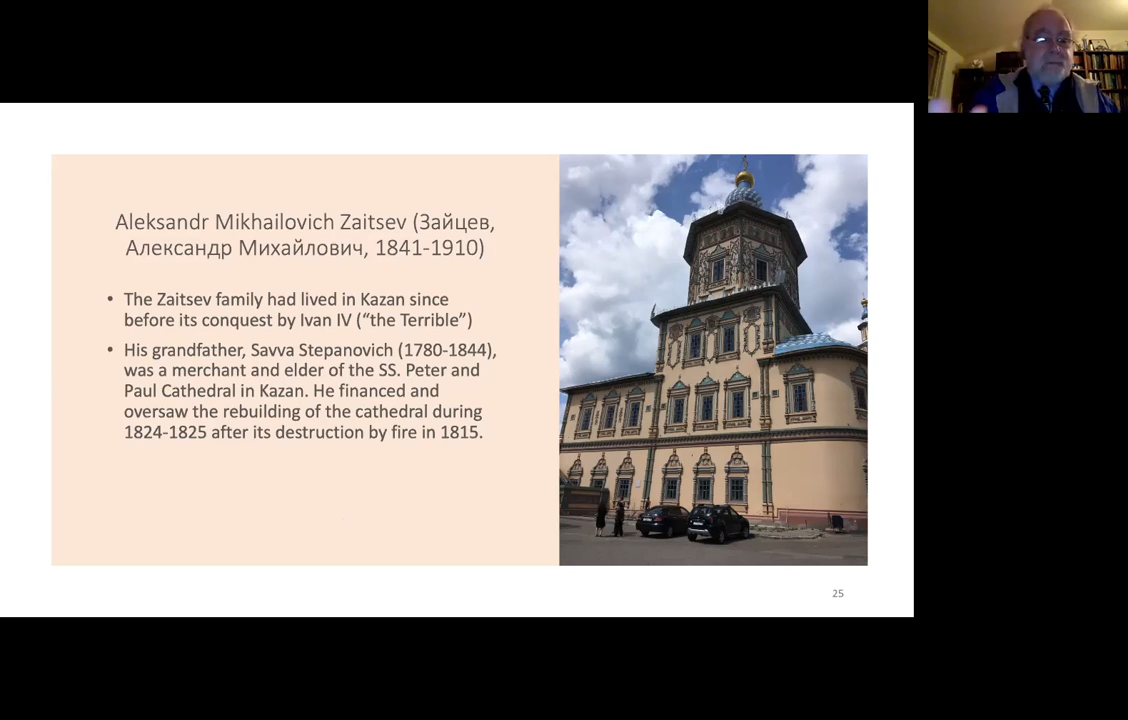 Aleksandr Mikhailovich Zaitsev (Зайцев,
Александр Михайлович, 1841-1910)
• The Zaitsev family had lived in Kazan since
before its conquest by Ivan IV (“the Terrible”)
• His grandfather, Savva Stepanovich (1780-1844),
was a merchant and elder of the SS. Peter and
Paul Cathedral in Kazan. He financed and
oversaw the rebuilding of the cathedral during
1824-1825 after its destruction by fire in 1815.
25